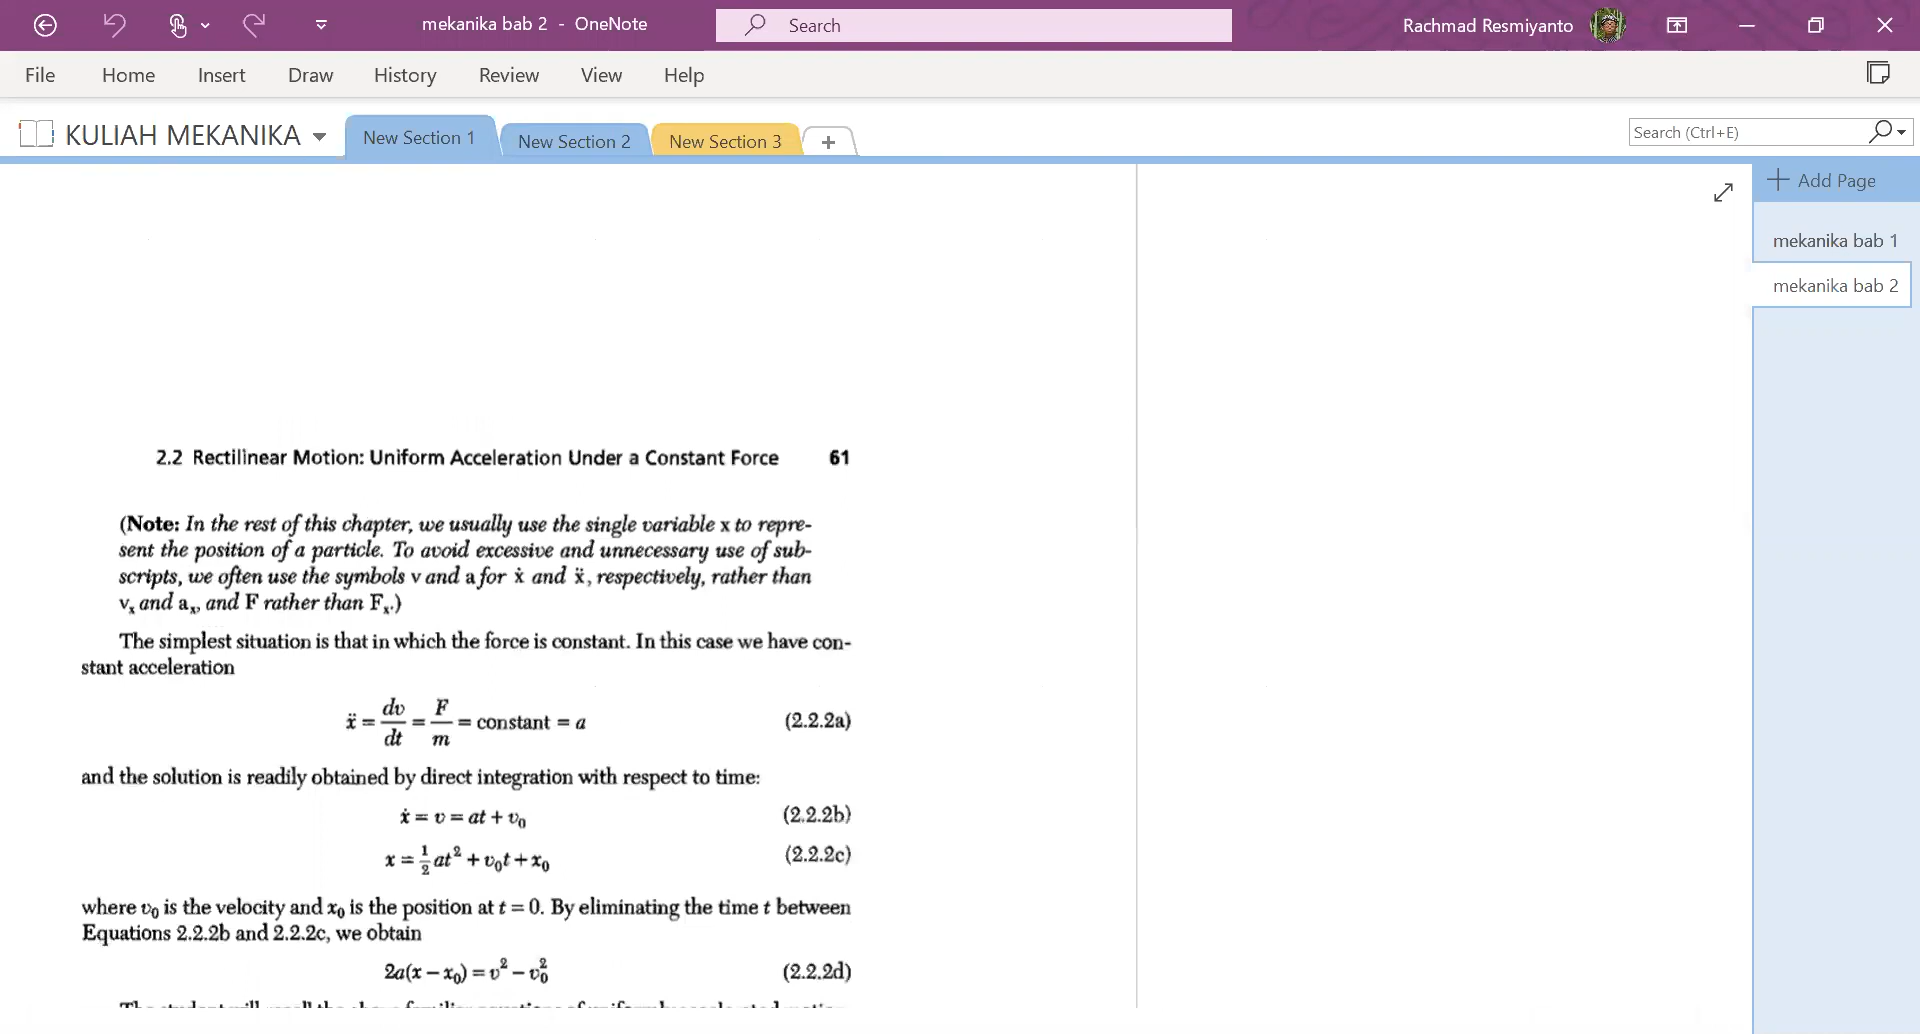 mekanika bab 2 - OneNote
Search
Rachmad Resmiyanto
File Home Insert Draw History Review View Help
KULIAH MEKANIKA
New Section 1
New Section 2
New Section 3
Search (Ctrl+E)
Add Page
mekanika bab 1
mekanika bab 2
2.2 Rectilinear Motion: Uniform Acceleration Under a Constant Force 61
(Note: In the rest of this chapter, we usually use the single variable x to repre-
sent the position of a particle. To avoid excessive and unnecessary use of sub-
scripts, we often use the symbols v and a for ẋ and ẍ, respectively, rather than
vₓ and aₓ, and F rather than Fₓ.)
The simplest situation is that in which the force is constant. In this case we have con-
stant acceleration
ẍ = dv/dt = F/m = constant = a (2.2.2a)
and the solution is readily obtained by direct integration with respect to time:
ẋ = v = at + v₀ (2.2.2b)
x = ½ at² + v₀t + x₀ (2.2.2c)
where v₀ is the velocity and x₀ is the position at t = 0. By eliminating the time t between
Equations 2.2.2b and 2.2.2c, we obtain
2a(x − x₀) = v² − v₀² (2.2.2d)